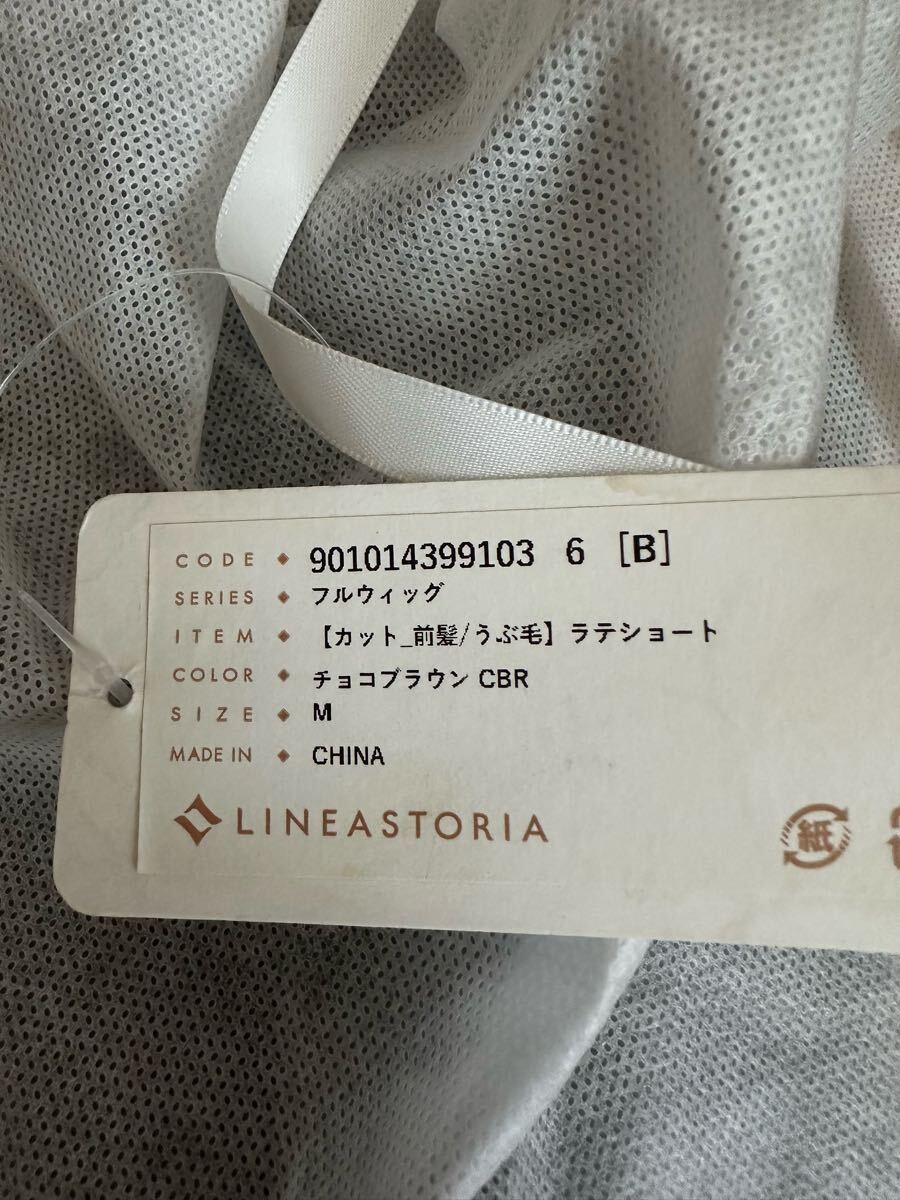 CODE ◆ 901014399103 6 [B]
SERIES ◆ フルウィッグ
ITEM ◆ 【カット_前髪/うぶ毛】ラテショート
COLOR ◆ チョコブラウン CBR
SIZE ◆ M
MADE IN ◆ CHINA
LINEASTORIA
紙